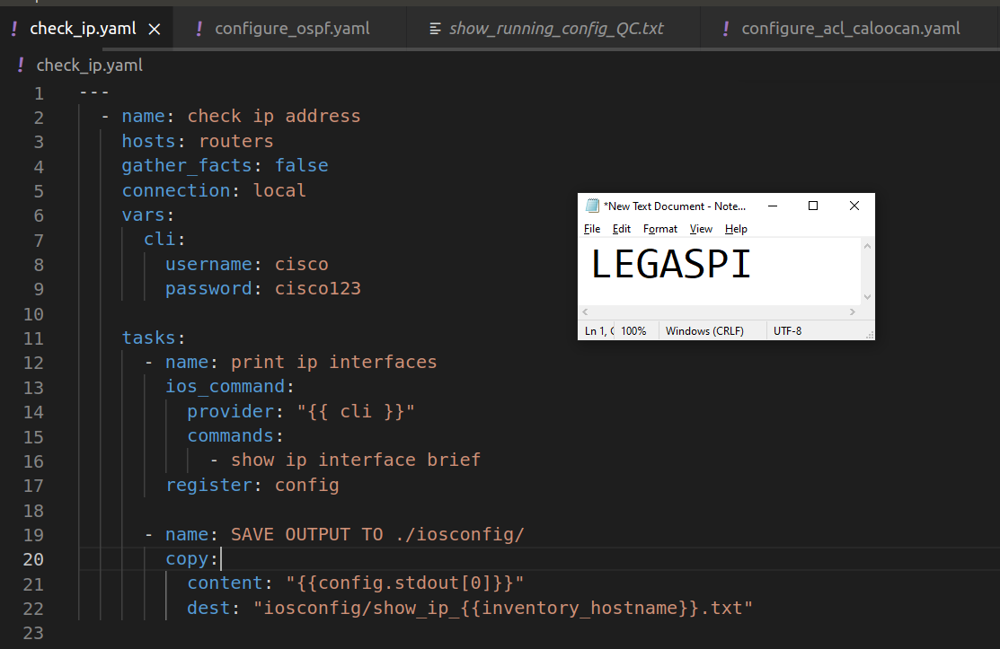 ! check_ip.yaml × ! configure_ospf.yaml show_running_config_QC.txt ! configure_acl_caloocan.yaml
! check_ip.yaml
1 ---
2 - name: check ip address
3 hosts: routers
4 gather_facts: false
5 connection: local
6 vars:
7 cli:
8 username: cisco
9 password: cisco123
10
11 tasks:
12 - name: print ip interfaces
13 ios_command:
14 provider: "{{ cli }}"
15 commands:
16 - show ip interface brief
17 register: config
18
19 - name: SAVE OUTPUT TO ./iosconfig/
20 copy:
21 content: "{{config.stdout[0]}}"
22 dest: "iosconfig/show_ip_{{inventory_hostname}}.txt"
23
*New Text Document - Note...
File Edit Format View Help
LEGASPI
Ln 1, 100% Windows (CRLF) UTF-8